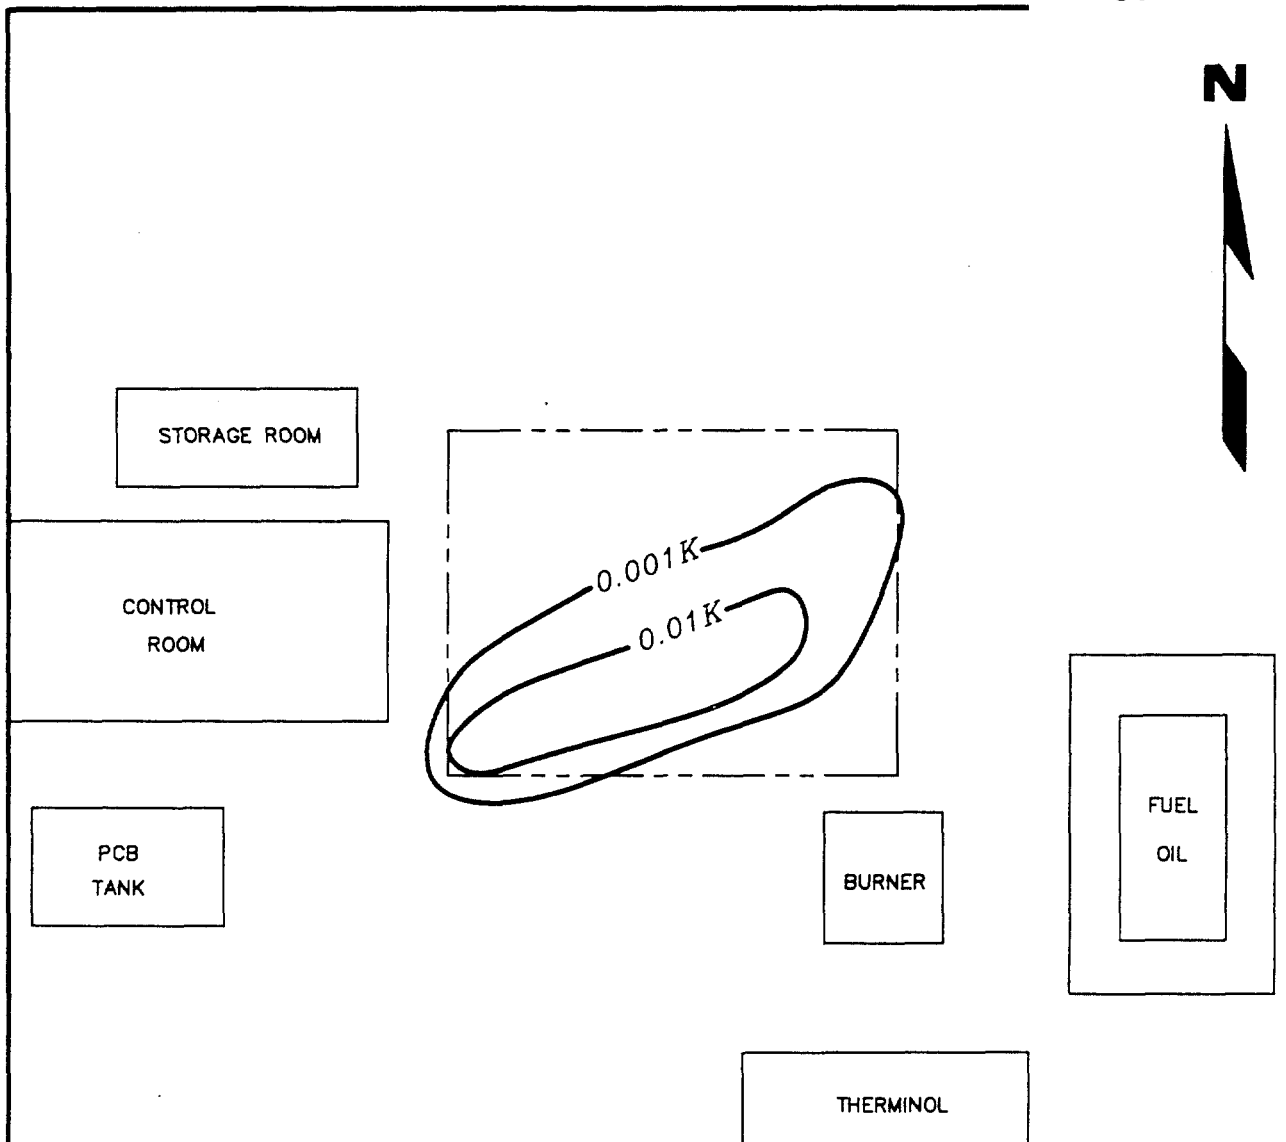 N
STORAGE ROOM
0.001K
CONTROL
ROOM
0.01K
FUEL
OIL
PCB
TANK
BURNER
THERMINOL